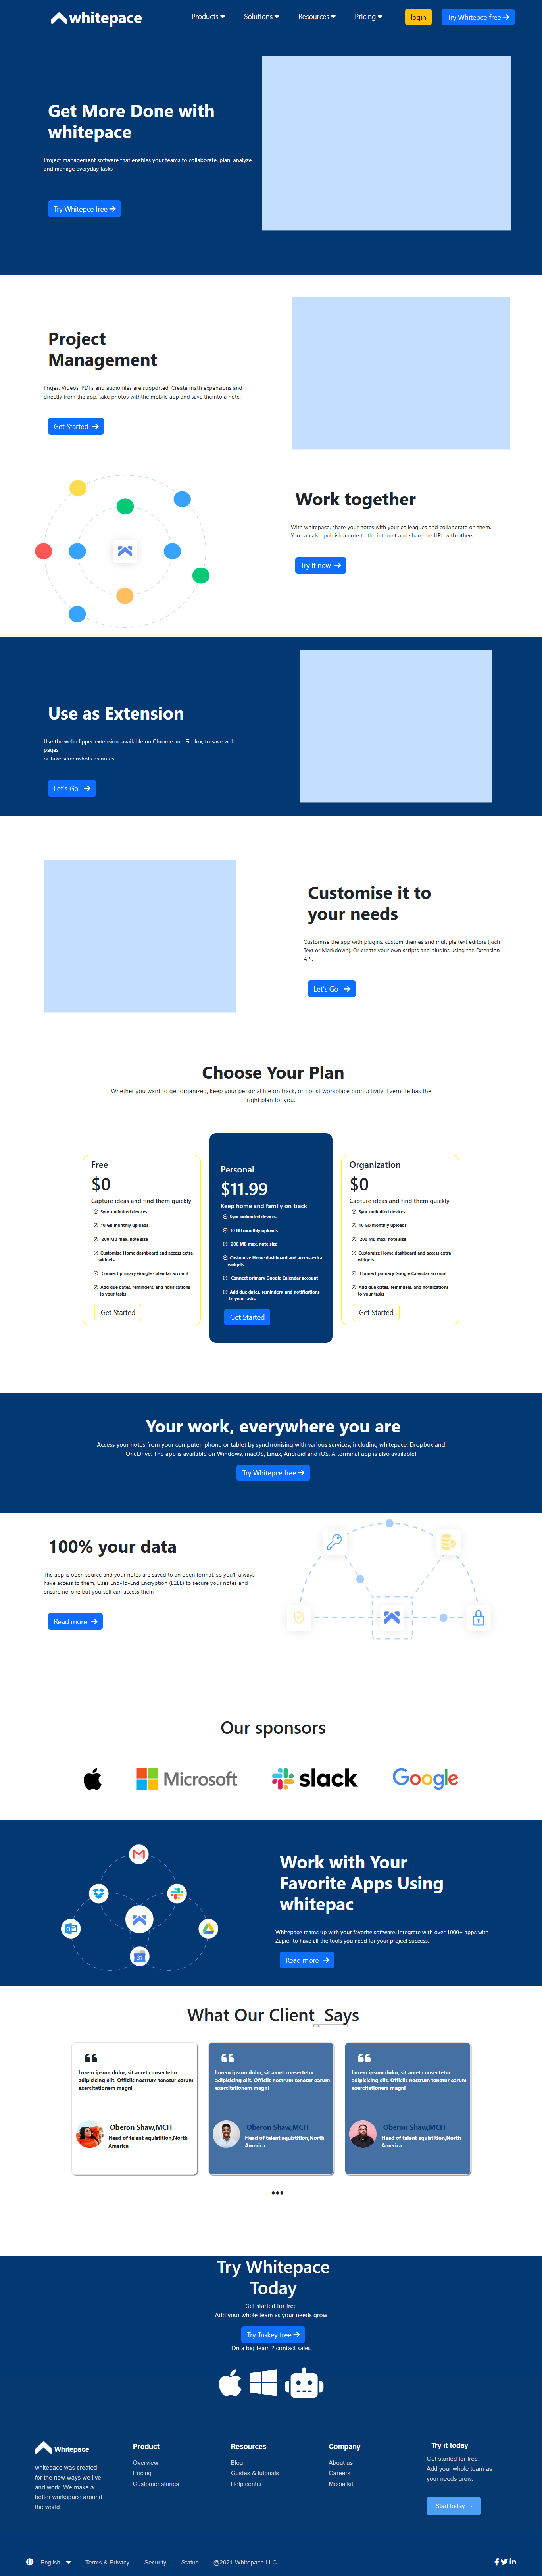 whitepace
Products Solutions Resources Pricing login Try Whitepce free
Get More Done with
whitepace
Project management software that enables your teams to collaborate, plan, analyze
and manage everyday tasks
Try Whitepce free
Project
Management
Imges, Videos, PDFs and audio files are supported. Create math expensions and
directly from the app, take photos withthe mobile app and save themto a note.
Get Started
Work together
With whitepace, share your notes with your colleagues and collaborate on them.
You can also publish a note to the internet and share the URL with others..
Try it now
Use as Extension
Use the web clipper extension, available on Chrome and Firefox, to save web
pages
or take screenshots as notes
Let's Go
Customise it to
your needs
Customise the app with plugins, custom themes and multiple text editors (Rich
Text or Markdown). Or create your own scripts and plugins using the Extension
API.
Let's Go
Choose Your Plan
Whether you want to get organized, keep your personal life on track, or boost workplace productivity, Evernote has the
right plan for you.
Free
$0
Capture ideas and find them quickly
Sync unlimited devices
10 GB monthly uploads
200 MB max. note size
Customize Home dashboard and access extra
widgets
Connect primary Google Calendar account
Add due dates, reminders, and notifications
to your tasks
Get Started
Personal
$11.99
Keep home and family on track
Sync unlimited devices
10 GB monthly uploads
200 MB max. note size
Customize Home dashboard and access extra
widgets
Connect primary Google Calendar account
Add due dates, reminders, and notifications
to your tasks
Get Started
Organization
$0
Capture ideas and find them quickly
Sync unlimited devices
10 GB monthly uploads
200 MB max. note size
Customize Home dashboard and access extra
widgets
Connect primary Google Calendar account
Add due dates, reminders, and notifications
to your tasks
Get Started
Your work, everywhere you are
Access your notes from your computer, phone or tablet by synchronising with various services, including whitepace, Dropbox and
OneDrive. The app is available on Windows, macOS, Linux, Android and iOS. A terminal app is also available!
Try Whitepce free
100% your data
The app is open source and your notes are saved to an open format, so you'll always
have access to them. Uses End-To-End Encryption (E2EE) to secure your notes and
ensure no-one but yourself can access them
Read more
Our sponsors
Microsoft slack Google
31
Work with Your
Favorite Apps Using
whitepac
Whitepace teams up with your favorite software. Integrate with over 1000+ apps with
Zapier to have all the tools you need for your project success.
Read more
What Our Client Says
Lorem ipsum dolor, sit amet consectetur
adipisicing elit. Officiis nostrum tenetur earum
exercitationem magni
Oberon Shaw,MCH
Head of talent aquistition,North
America
Lorem ipsum dolor, sit amet consectetur
adipisicing elit. Officiis nostrum tenetur earum
exercitationem magni
Oberon Shaw,MCH
Head of talent aquistition,North
America
Lorem ipsum dolor, sit amet consectetur
adipisicing elit. Officiis nostrum tenetur earum
exercitationem magni
Oberon Shaw,MCH
Head of talent aquistition,North
America
Try Whitepace
Today
Get started for free
Add your whole team as your needs grow
Try Taskey free
On a big team ? contact sales
Whitepace
whitepace was created
for the new ways we live
and work. We make a
better workspace around
the world
Product
Overview
Pricing
Customer stories
Resources
Blog
Guides & tutorials
Help center
Company
About us
Careers
Media kit
Try it today
Get started for free.
Add your whole team as
your needs grow.
Start today →
English Terms & Privacy Security Status @2021 Whitepace LLC.